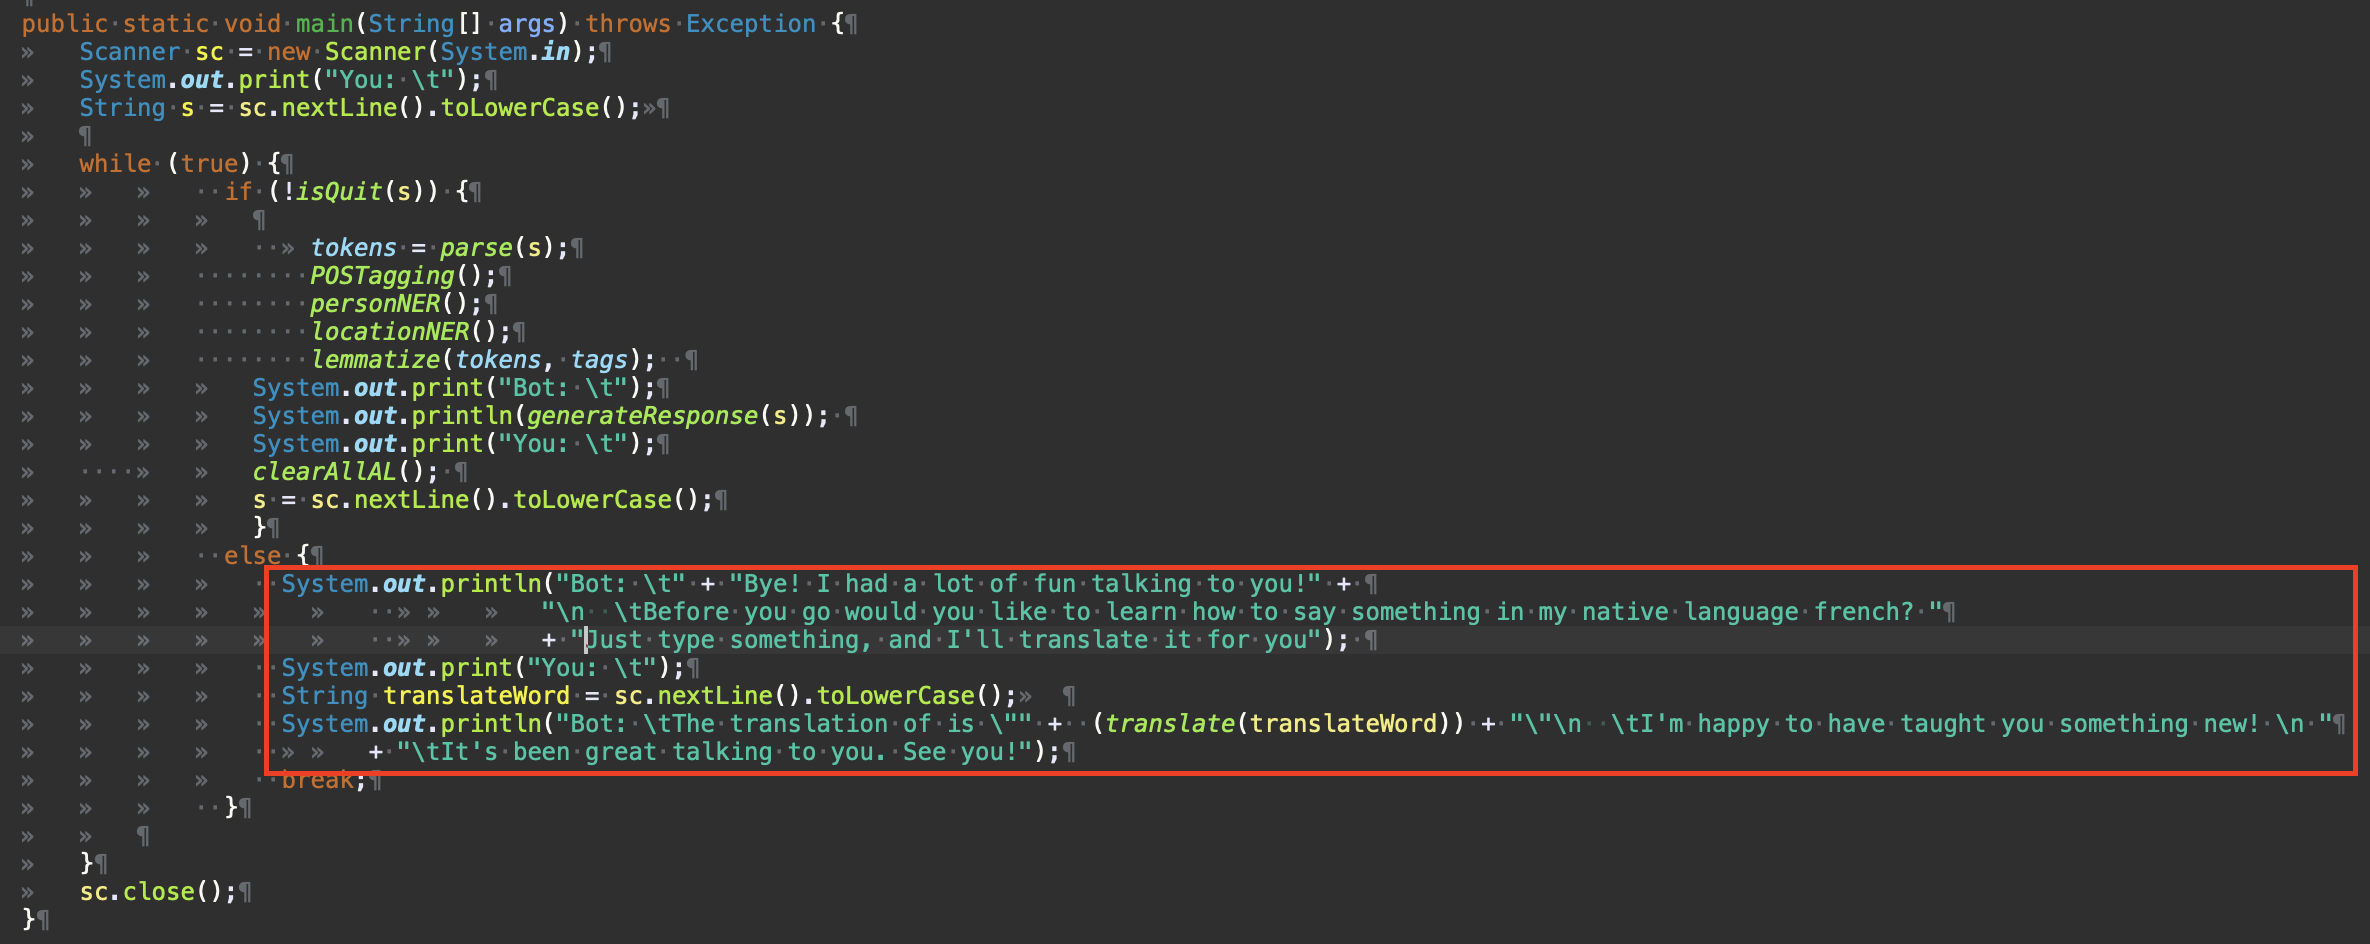 public static void main(String[] args) throws Exception {
Scanner sc = new Scanner(System.in);
System.out.print("You: \t");
String s = sc.nextLine().toLowerCase();
while (true) {
if (!isQuit(s)) {
tokens = parse(s);
POSTagging();
personNER();
locationNER();
lemmatize(tokens, tags);
System.out.print("Bot: \t");
System.out.println(generateResponse(s));
System.out.print("You: \t");
clearAllAL();
s = sc.nextLine().toLowerCase();
}
else {
System.out.println("Bot: \t" + "Bye! I had a lot of fun talking to you!" +
"\n  \tBefore you go would you like to learn how to say something in my native language french? "
+ "Just type something, and I'll translate it for you");
System.out.print("You: \t");
String translateWord = sc.nextLine().toLowerCase();
System.out.println("Bot: \tThe translation of is \"" +  (translate(translateWord)) + "\"\n  \tI'm happy to have taught you something new! \n "
+ "\tIt's been great talking to you. See you!");
break;
}
}
sc.close();
}